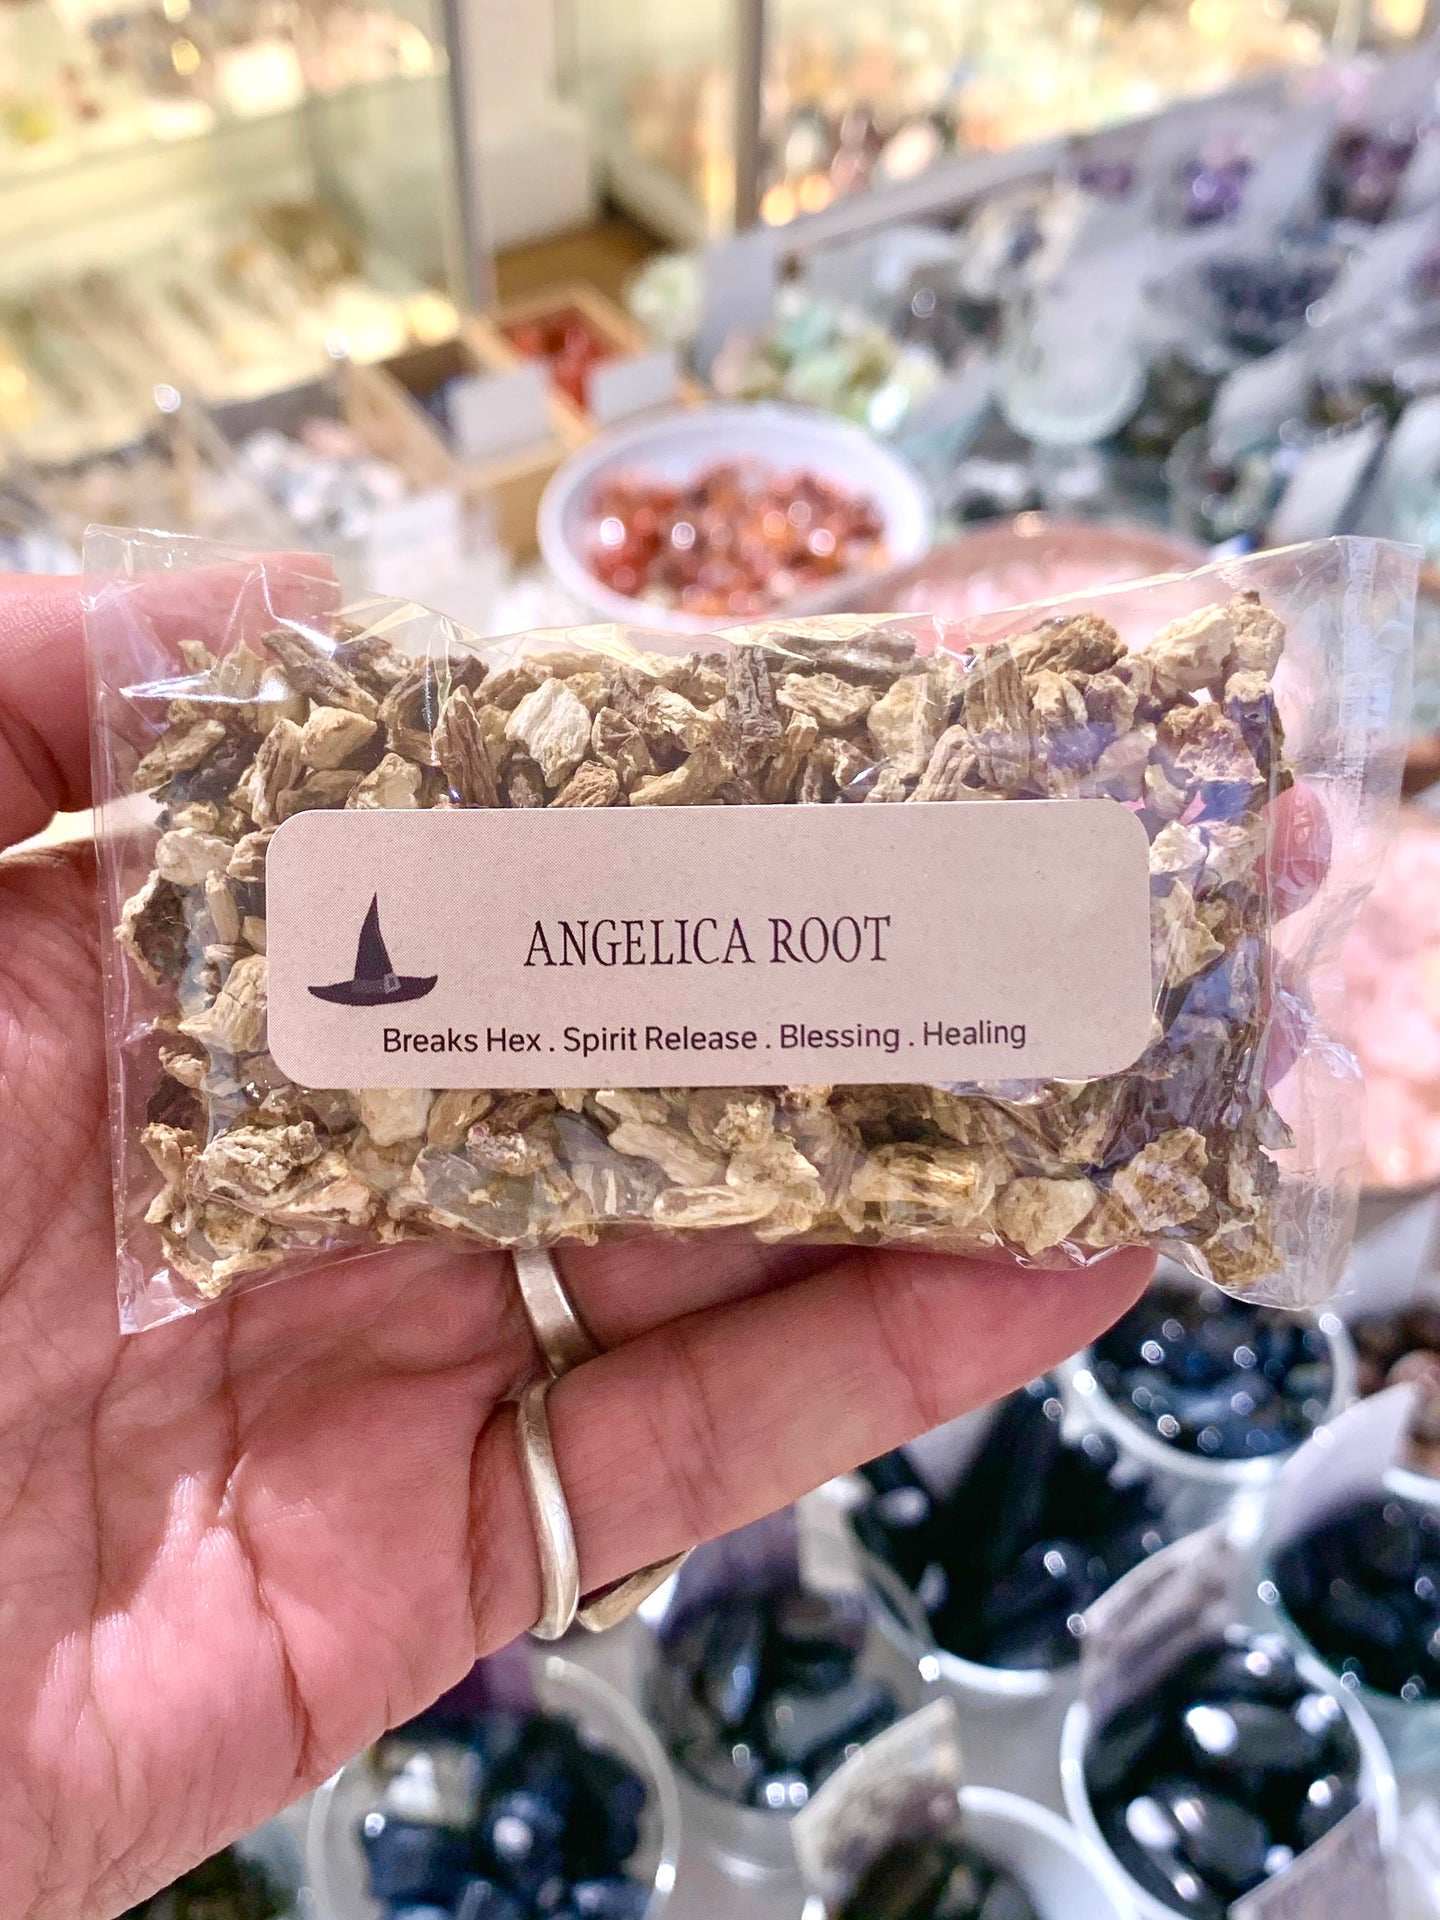 ANGELICA ROOT
Breaks Hex . Spirit Release . Blessing . Healing